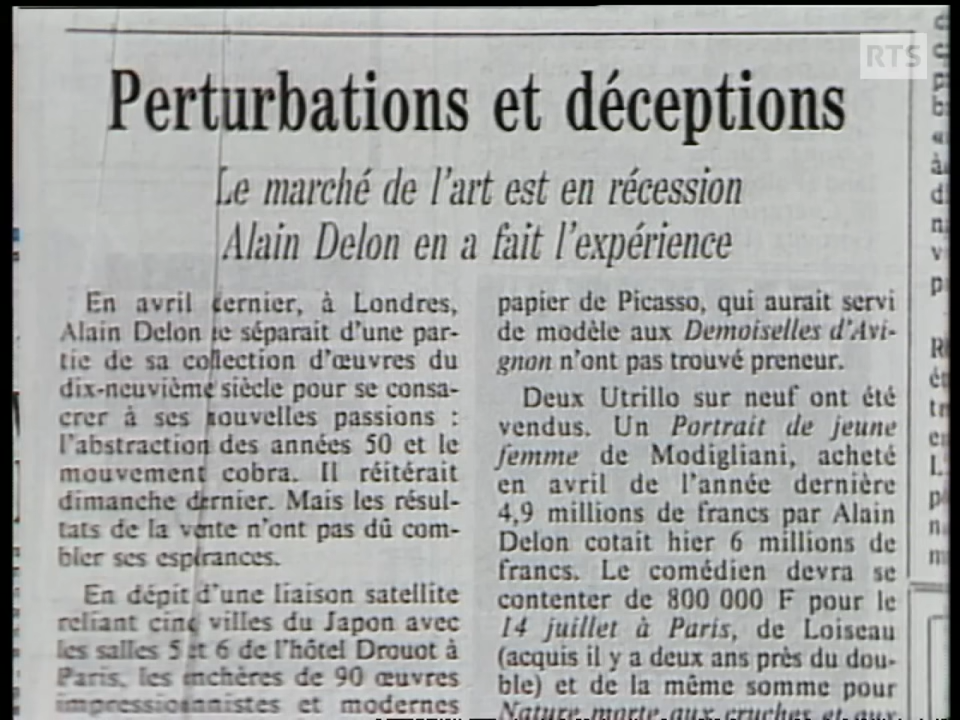 RTS
Perturbations et déceptions
Le marché de l'art est en récession
Alain Delon en a fait l'expérience
En avril dernier, à Londres,
Alain Delon se séparait d'une par-
tie de sa collection d'œuvres du
dix-neuvième siècle pour se consa-
crer à ses nouvelles passions :
l'abstraction des années 50 et le
mouvement cobra. Il réitérait
dimanche dernier. Mais les résul-
tats de la vente n'ont pas dû com-
bler ses espérances.
En dépit d'une liaison satellite
reliant cinq villes du Japon avec
les salles 5 et 6 de l'hôtel Drouot à
Paris, les enchères de 90 œuvres
impressionnistes et modernes
papier de Picasso, qui aurait servi
de modèle aux Demoiselles d'Avi-
gnon n'ont pas trouvé preneur.
Deux Utrillo sur neuf ont été
vendus. Un Portrait de jeune
femme de Modigliani, acheté
en avril de l'année dernière
4,9 millions de francs par Alain
Delon cotait hier 6 millions de
francs. Le comédien devra se
contenter de 800 000 F pour le
14 juillet à Paris, de Loiseau
(acquis il y a deux ans près du dou-
ble) et de la même somme pour
Nature morte aux cruches et aux